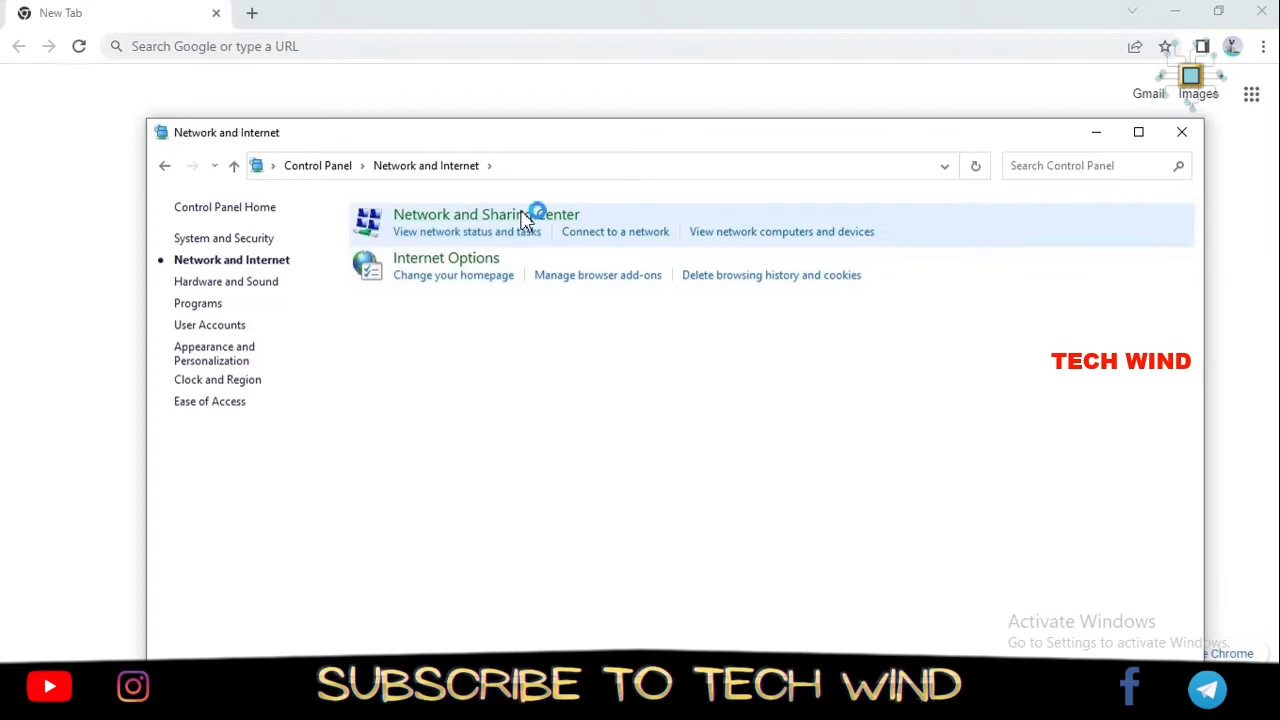 New Tab
Search Google or type a URL
Gmail Images
Network and Internet
Control Panel Network and Internet
Search Control Panel
Control Panel Home
System and Security
Network and Internet
Hardware and Sound
Programs
User Accounts
Appearance and
Personalization
Clock and Region
Ease of Access
Network and Sharing Center
View network status and tasks Connect to a network View network computers and devices
Internet Options
Change your homepage Manage browser add-ons Delete browsing history and cookies
TECH WIND
Activate Windows
Go to Settings to activate Windows.
Chrome
SUBSCRIBE TO TECH WIND